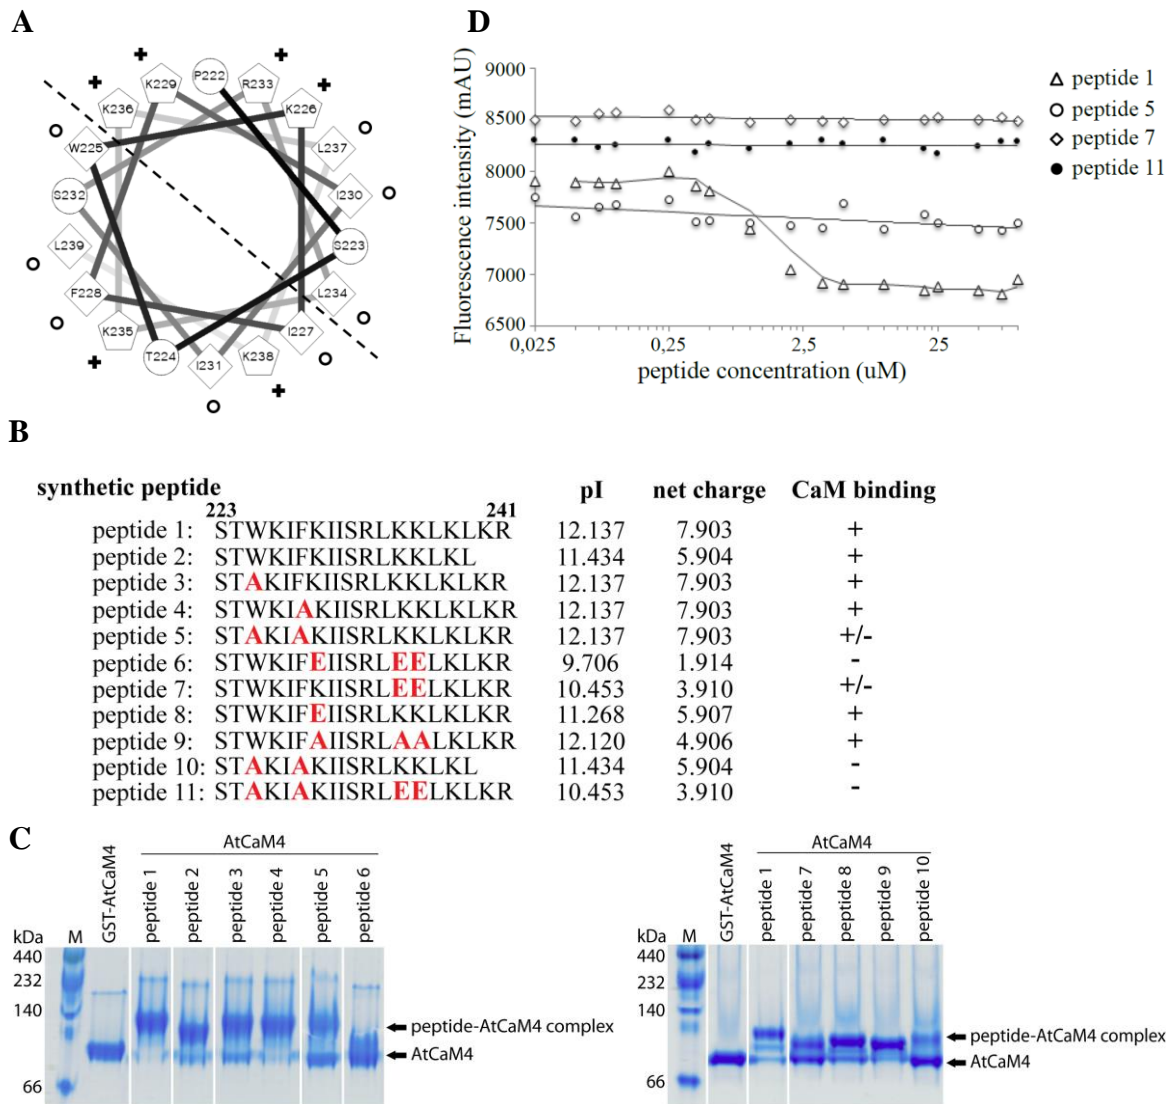 A
P222
R233
K229
K226
K236
L237
W225
I230
S232
S223
L239
L234
F228
I227
K235
K238
T224
I231
D
9000
8500
8000
7500
7000
6500
Fluorescence intensity (mAU)
0,025
0,25
2,5
25
peptide concentration (uM)
peptide 1
peptide 5
peptide 7
peptide 11
B
synthetic peptide pI net charge CaM binding
223 241
peptide 1: STWKIFKIISRLKKLKLKR 12.137 7.903 +
peptide 2: STWKIFKIISRLKKLKL 11.434 5.904 +
peptide 3: STAKIFKIISRLKKLKLKR 12.137 7.903 +
peptide 4: STWKIAKIISRLKKLKLKR 12.137 7.903 +
peptide 5: STAKIAKIISRLKKLKLKR 12.137 7.903 +/-
peptide 6: STWKIFEIISRLEELKLKR 9.706 1.914 -
peptide 7: STWKIFKIISRLEELKLKR 10.453 3.910 +/-
peptide 8: STWKIFEIISRLKKLKLKR 11.268 5.907 +
peptide 9: STWKIFAIISRLAALKLKR 12.120 4.906 +
peptide 10: STAKIAKIISRLKKLKL 11.434 5.904 -
peptide 11: STAKIAKIISRLEELKLKR 10.453 3.910 -
C
AtCaM4
kDa
M
GST-AtCaM4
peptide 1
peptide 2
peptide 3
peptide 4
peptide 5
peptide 6
440
232
140
66
peptide-AtCaM4 complex
AtCaM4
AtCaM4
kDa
M
GST-AtCaM4
peptide 1
peptide 7
peptide 8
peptide 9
peptide 10
440
232
140
66
peptide-AtCaM4 complex
AtCaM4